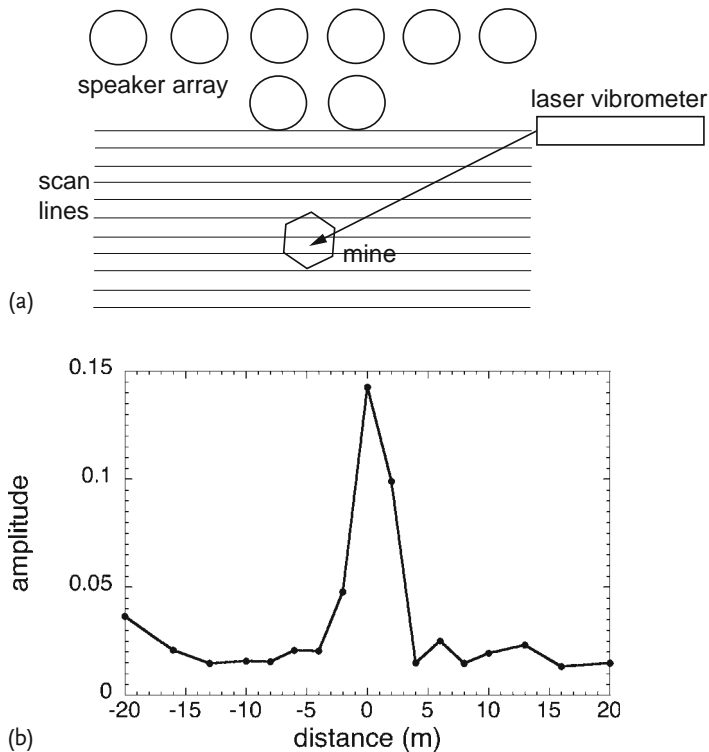 speaker array
laser vibrometer
scan
lines
mine
(a)
0.15
0.1
0.05
0
amplitude
-20 -15 -10 -5 0 5 10 15 20
distance (m)
(b)